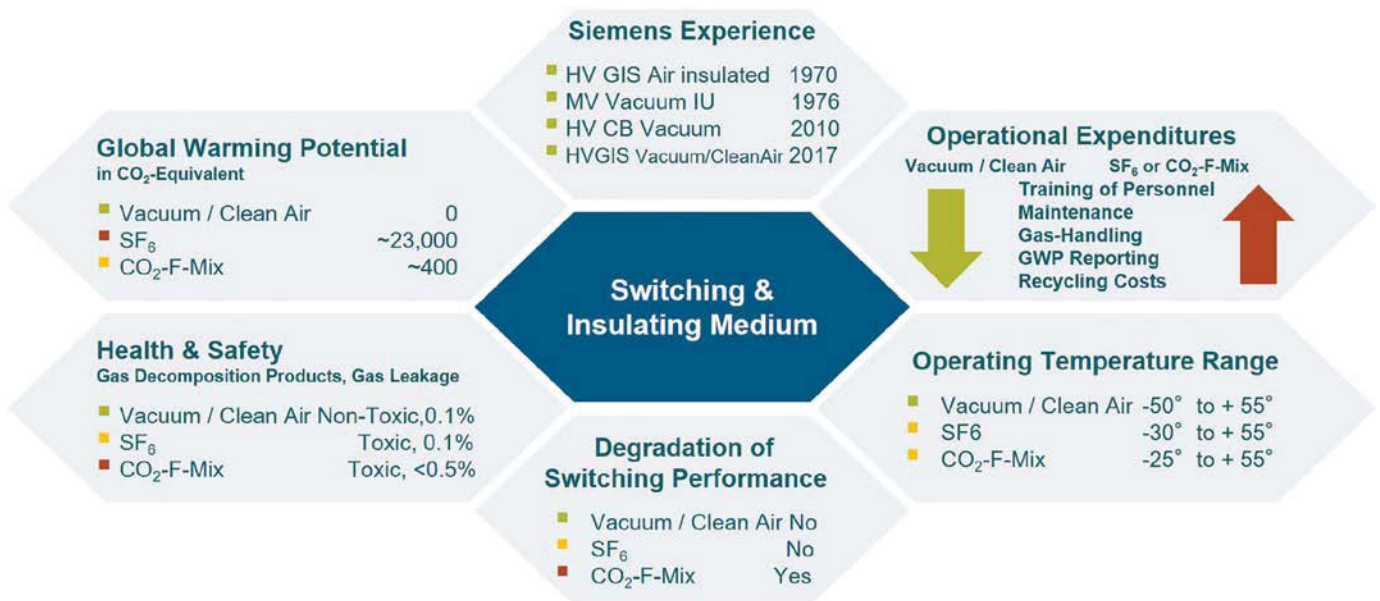 Siemens Experience
HV GIS Air insulated 1970
MV Vacuum IU 1976
HV CB Vacuum 2010
HVGIS Vacuum/CleanAir 2017
Global Warming Potential
in CO₂-Equivalent
Vacuum / Clean Air 0
SF₆ ~23,000
CO₂-F-Mix ~400
Operational Expenditures
Vacuum / Clean Air SF₆ or CO₂-F-Mix
Training of Personnel
Maintenance
Gas-Handling
GWP Reporting
Recycling Costs
Switching &
Insulating Medium
Health & Safety
Gas Decomposition Products, Gas Leakage
Vacuum / Clean Air Non-Toxic,0.1%
SF₆ Toxic, 0.1%
CO₂-F-Mix Toxic, <0.5%
Operating Temperature Range
Vacuum / Clean Air -50° to + 55°
SF6 -30° to + 55°
CO₂-F-Mix -25° to + 55°
Degradation of
Switching Performance
Vacuum / Clean Air No
SF₆ No
CO₂-F-Mix Yes